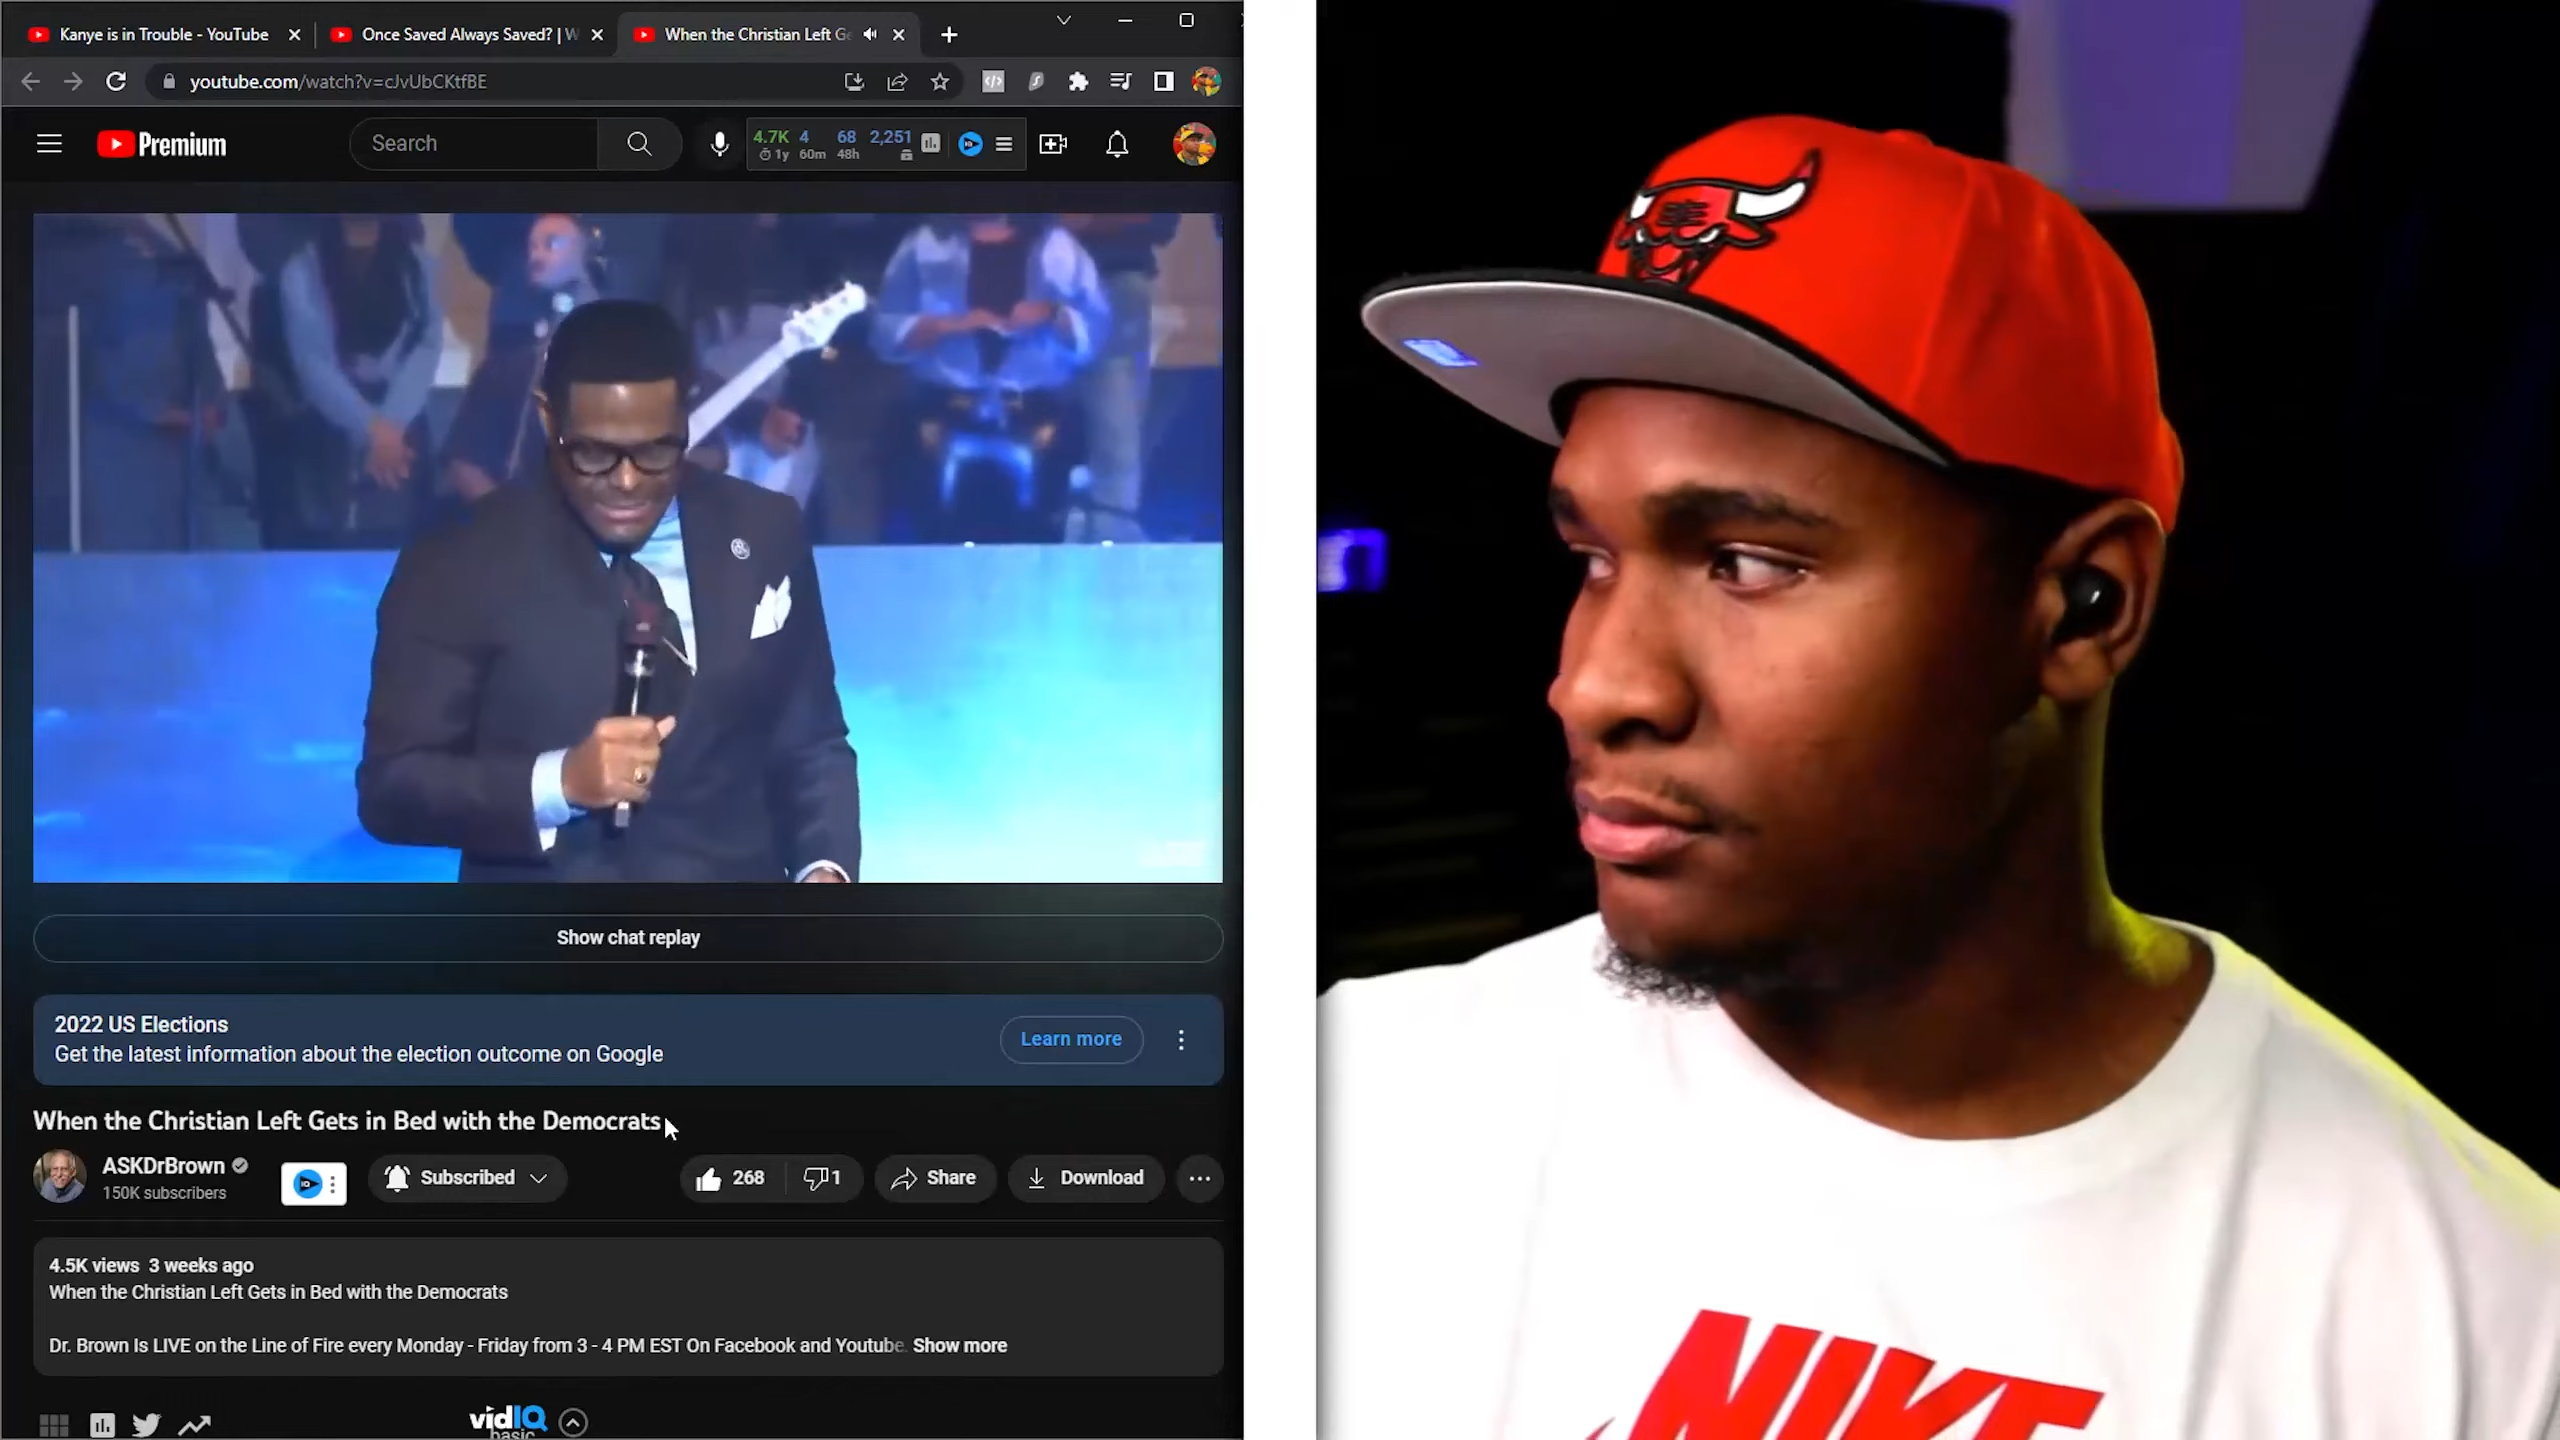 Kanye is in Trouble - YouTube
Once Saved Always Saved? | W
When the Christian Left Ge
youtube.com/watch?v=cJvUbCKtfBE
Premium
Search
4.7K 4 68 2,251
1y 60m 48h
Show chat replay
2022 US Elections
Get the latest information about the election outcome on Google
Learn more
When the Christian Left Gets in Bed with the Democrats
ASKDrBrown
150K subscribers
Subscribed
268
1
Share
Download
4.5K views 3 weeks ago
When the Christian Left Gets in Bed with the Democrats
Dr. Brown Is LIVE on the Line of Fire every Monday - Friday from 3 - 4 PM EST On Facebook and Youtube. Show more
vidIQ
basic
NIKE